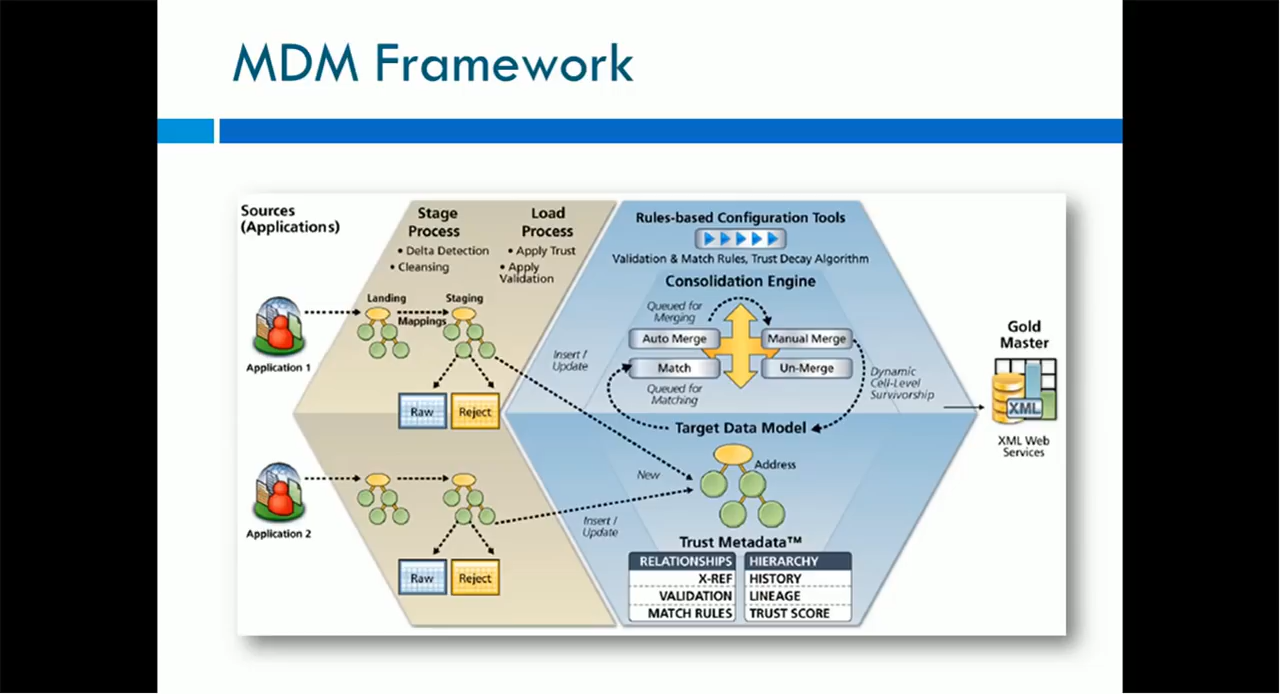 MDM Framework
Sources
(Applications)
Stage
Process
• Delta Detection
• Cleansing
Load
Process
• Apply Trust
• Apply
Validation
Rules-based Configuration Tools
Validation & Match Rules, Trust Decay Algorithm
Consolidation Engine
Queued for
Merging
Auto Merge
Manual Merge
Match
Un-Merge
Queued for
Matching
Dynamic
Cell-Level
Survivorship
Landing
Staging
Mappings
Application 1
Raw
Reject
Insert /
Update
Gold
Master
XML
XML Web
Services
Target Data Model
Address
New
Insert /
Update
Application 2
Raw
Reject
Trust Metadata™
RELATIONSHIPS
X-REF
VALIDATION
MATCH RULES
HIERARCHY
HISTORY
LINEAGE
TRUST SCORE